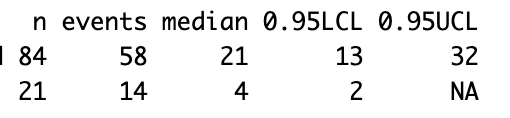 n events median 0.95LCL 0.95UCL
84 58 21 13 32
21 14 4 2 NA